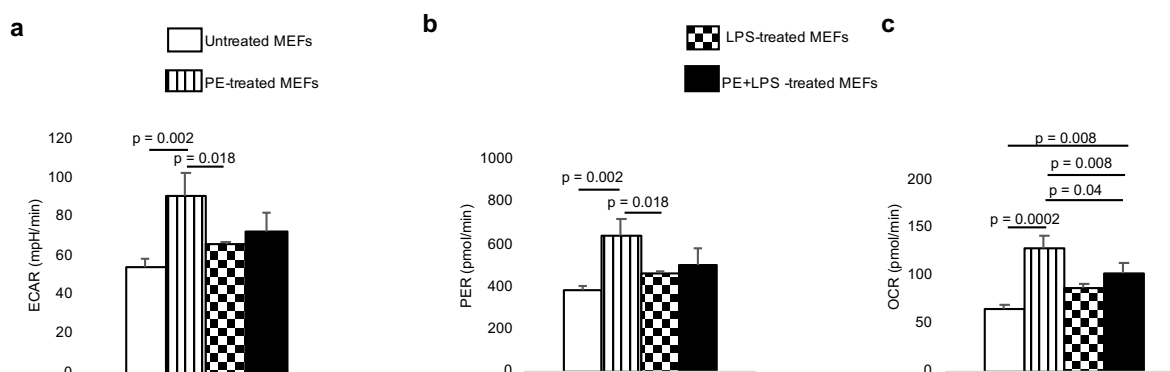 a
Untreated MEFs
PE-treated MEFs
b
LPS-treated MEFs
PE+LPS -treated MEFs
c
ECAR (mpH/min)
120
100
80
60
40
20
0
p = 0.002
p = 0.018
PER (pmol/min)
1000
800
600
400
200
0
p = 0.002
p = 0.018
OCR (pmol/min)
200
150
100
50
0
p = 0.008
p = 0.008
p = 0.04
p = 0.0002